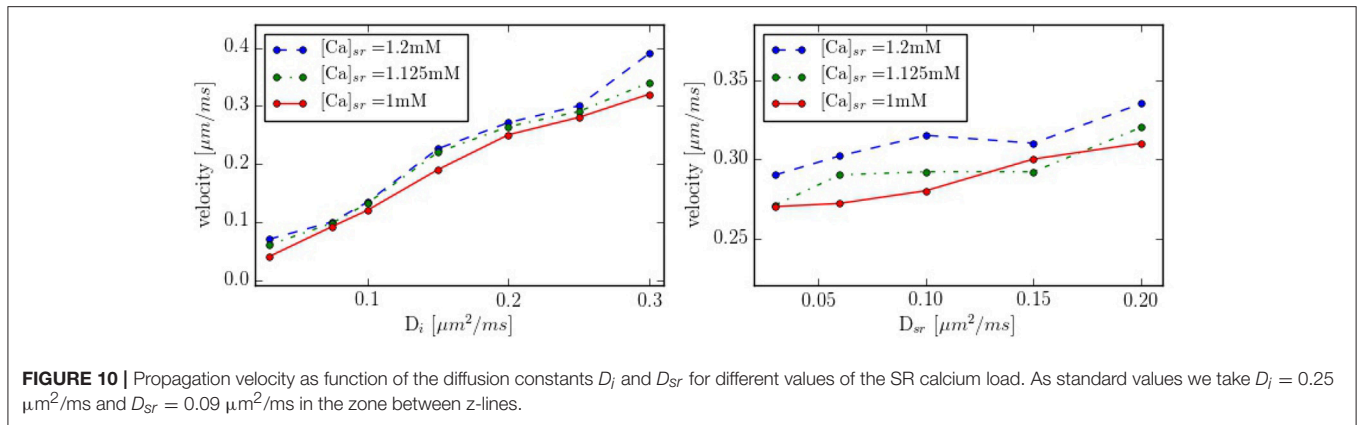 0.4
0.3
0.2
0.1
0.0
velocity [μm/ms]
[Ca]sr =1.2mM
[Ca]sr =1.125mM
[Ca]sr =1mM
0.1
0.2
0.3
Di [μm²/ms]
0.35
0.30
0.25
velocity [μm/ms]
[Ca]sr =1.2mM
[Ca]sr =1.125mM
[Ca]sr =1mM
0.05
0.10
0.15
0.20
Dsr [μm²/ms]
FIGURE 10 | Propagation velocity as function of the diffusion constants Di and Dsr for different values of the SR calcium load. As standard values we take Di = 0.25
μm²/ms and Dsr = 0.09 μm²/ms in the zone between z-lines.